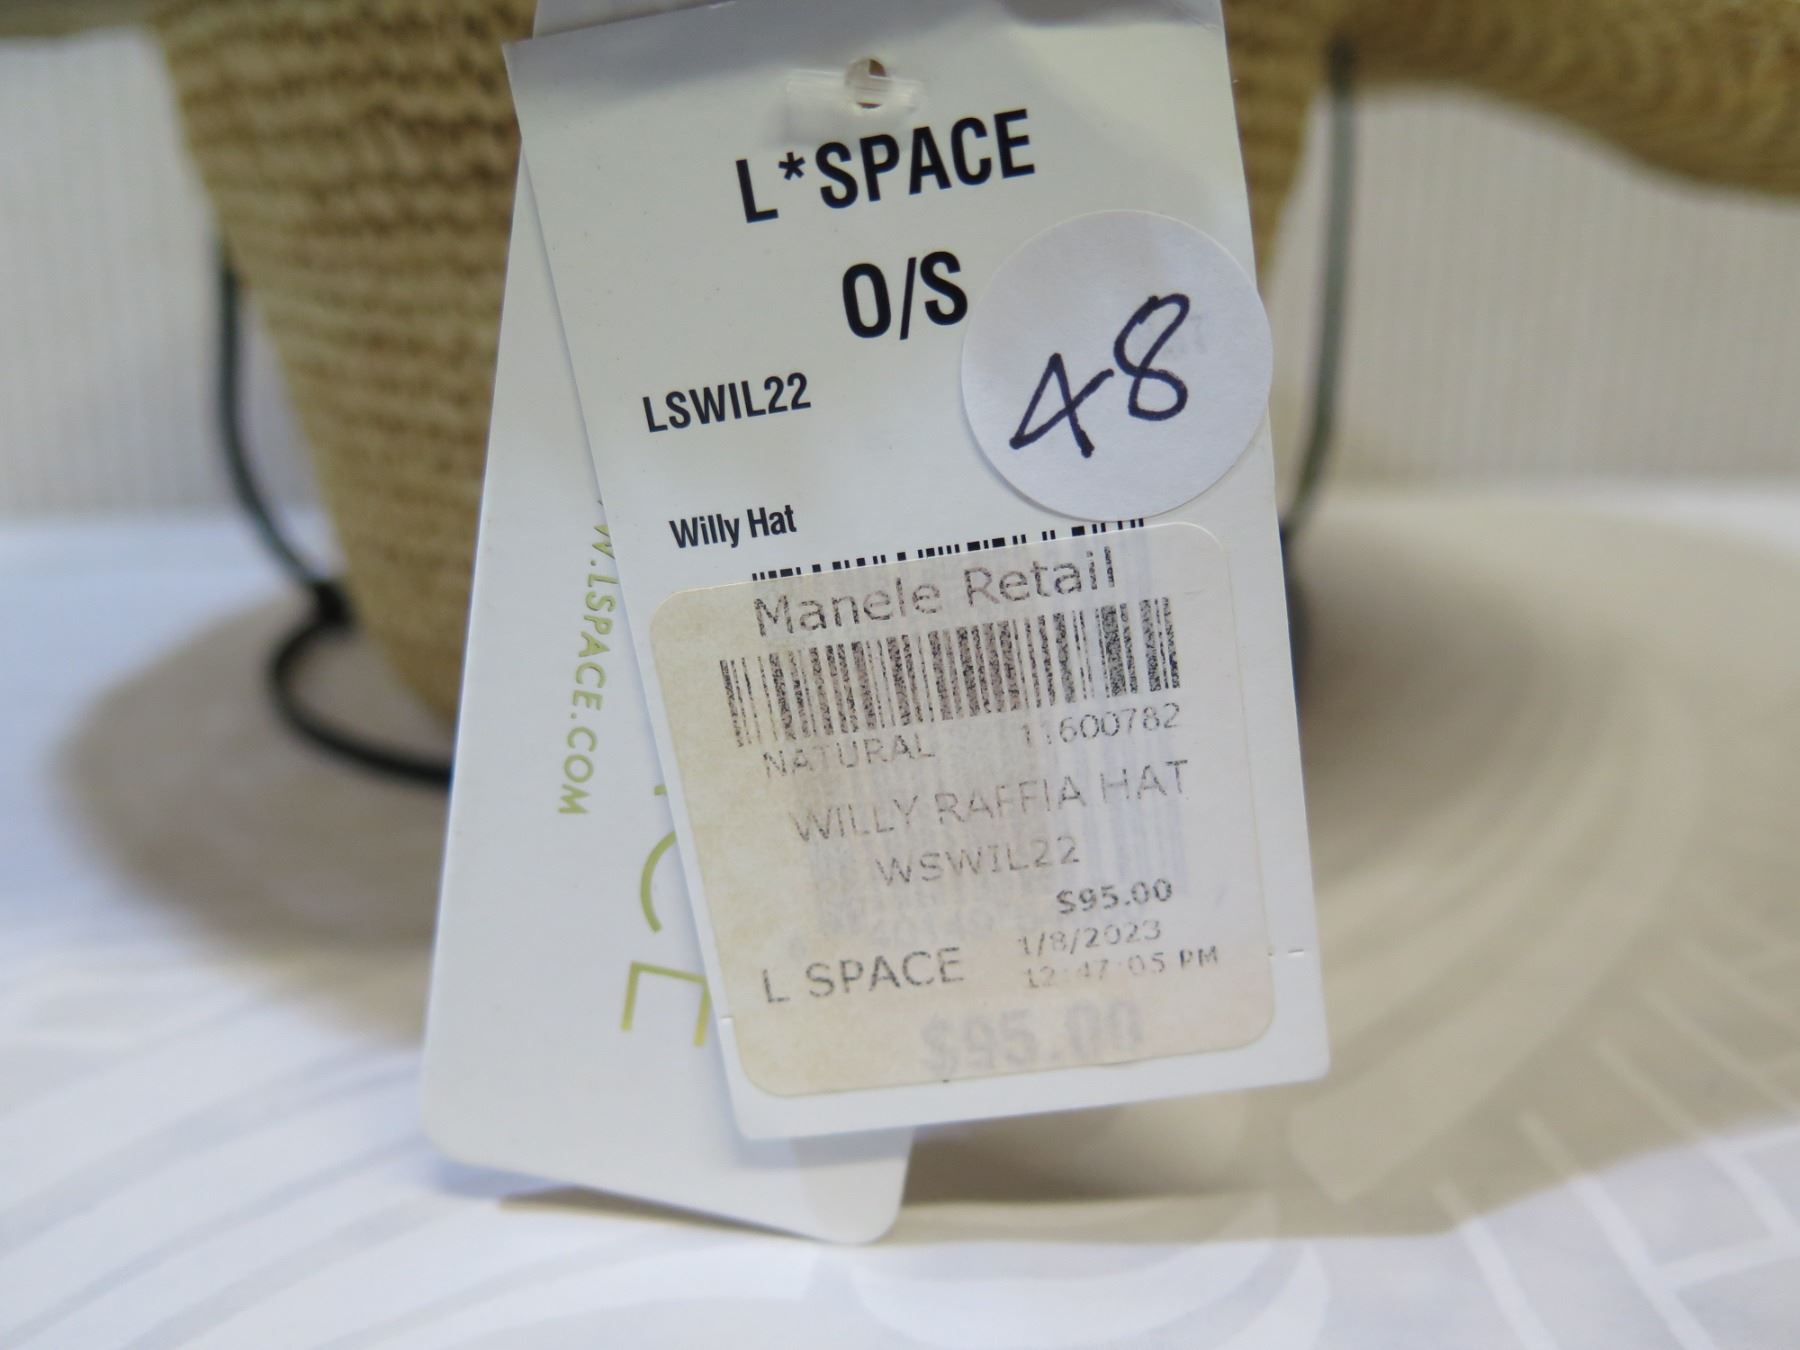 L*SPACE
O/S
48
LSWIL22
Willy Hat
Manele Retail
NATURAL 11600782
WILLY RAFFIA HAT
WSWIL22
$95.00
1/8/2023
L SPACE 12:47:05 PM
$95.00
W.LSPACE.COM
CE